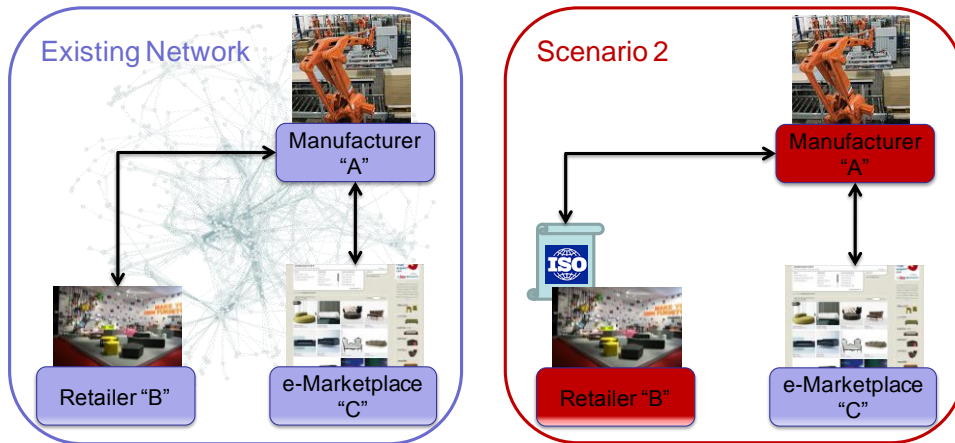 Existing Network
Manufacturer
“A”
Retailer “B”
e-Marketplace
“C”
Scenario 2
Manufacturer
“A”
ISO
Retailer “B”
e-Marketplace
“C”